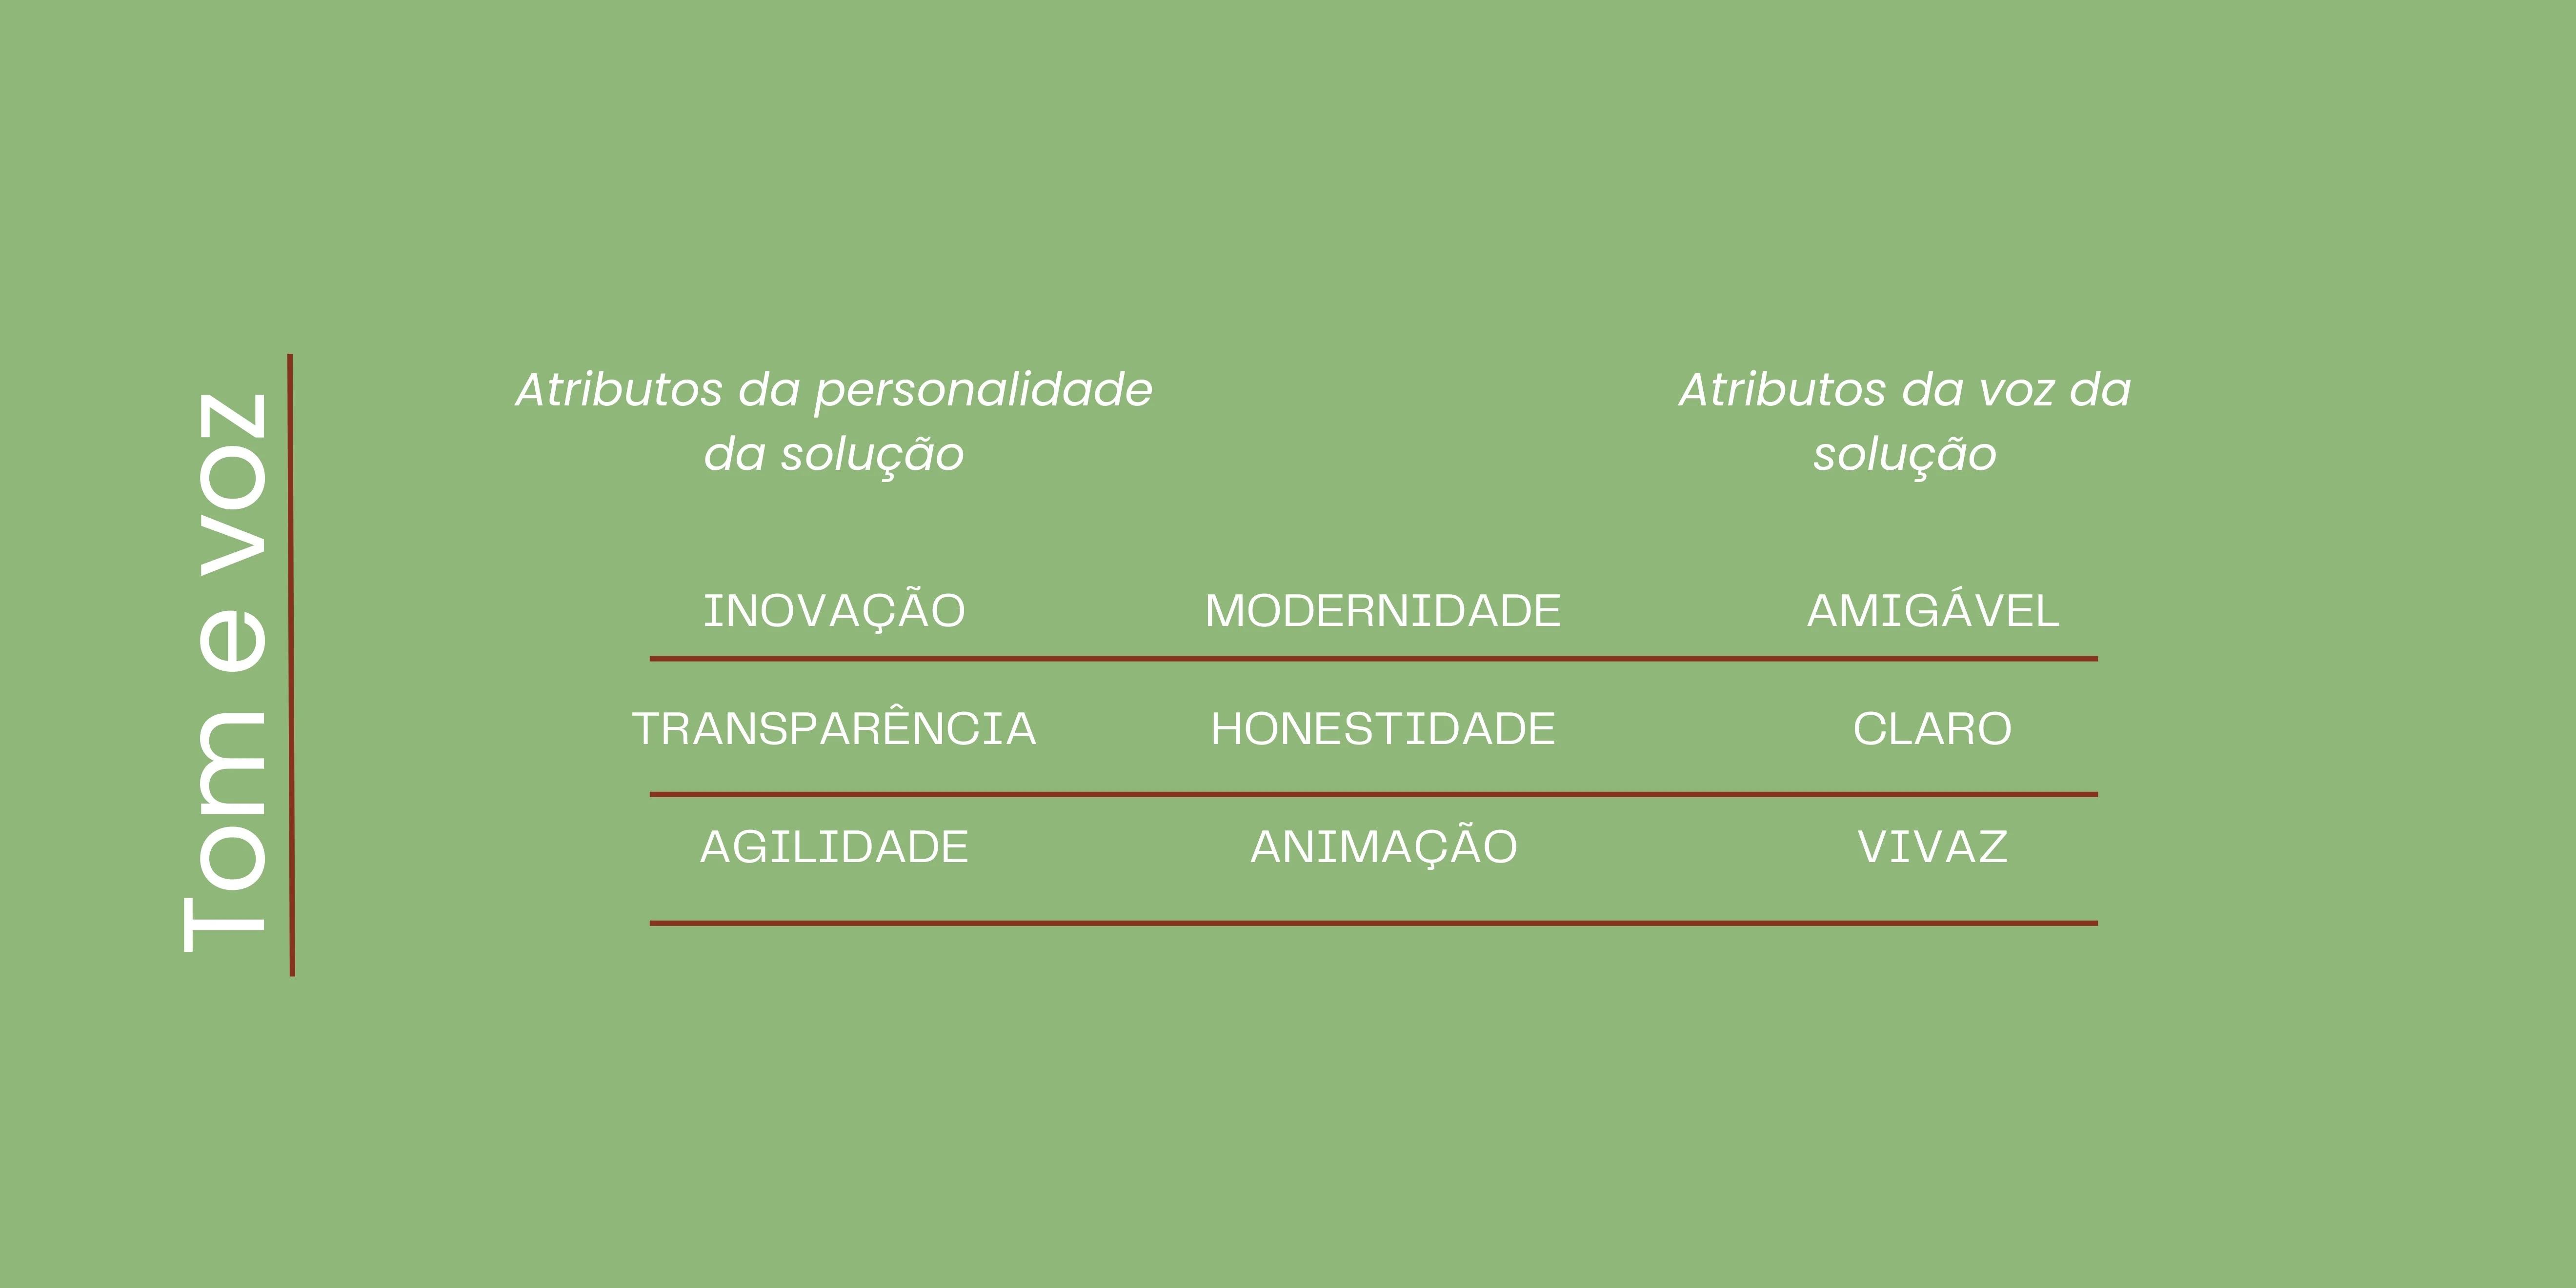 Tom e voz
Atributos da personalidade
da solução
Atributos da voz da
solução
INOVAÇÃO MODERNIDADE AMIGÁVEL
TRANSPARÊNCIA HONESTIDADE CLARO
AGILIDADE ANIMAÇÃO VIVAZ